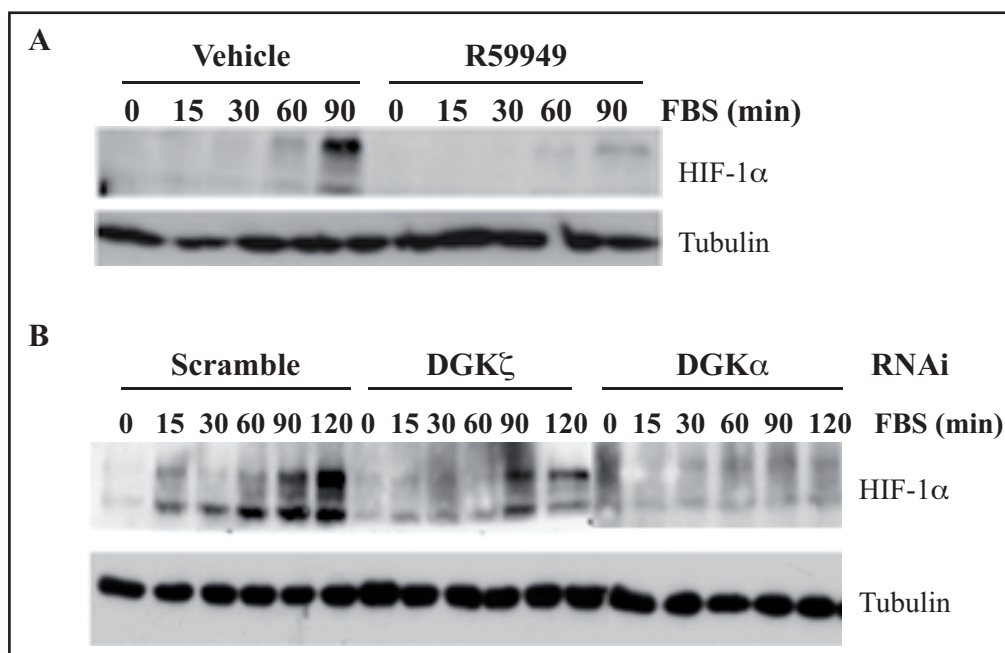 A
Vehicle R59949
0 15 30 60 90 0 15 30 60 90 FBS (min)
HIF-1α
Tubulin
B
Scramble DGKζ DGKα RNAi
0 15 30 60 90 120 0 15 30 60 90 120 0 15 30 60 90 120 FBS (min)
HIF-1α
Tubulin